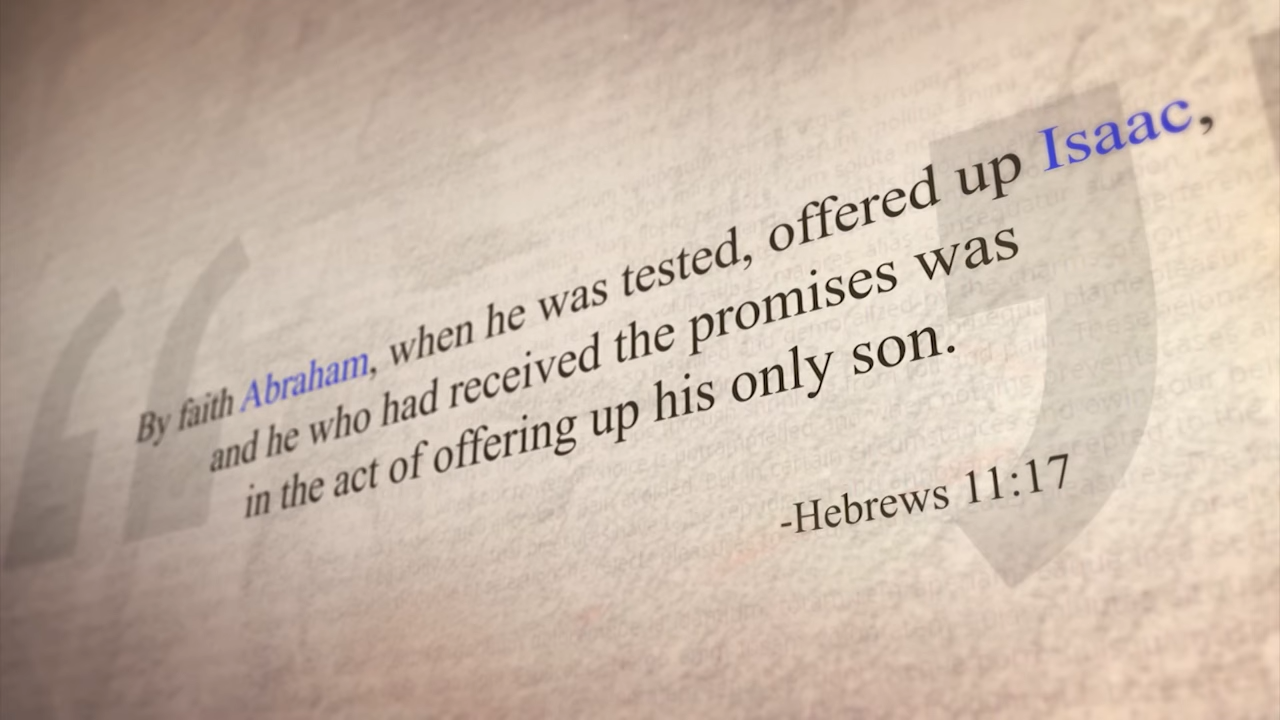 By faith Abraham, when he was tested, offered up Isaac,
and he who had received the promises was
in the act of offering up his only son.
-Hebrews 11:17